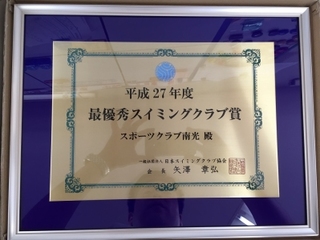 平成27年度
最優秀スイミングクラブ賞
スポーツクラブ南光 殿
一般社団法人 日本スイミングクラブ協会
会長 矢澤 章弘